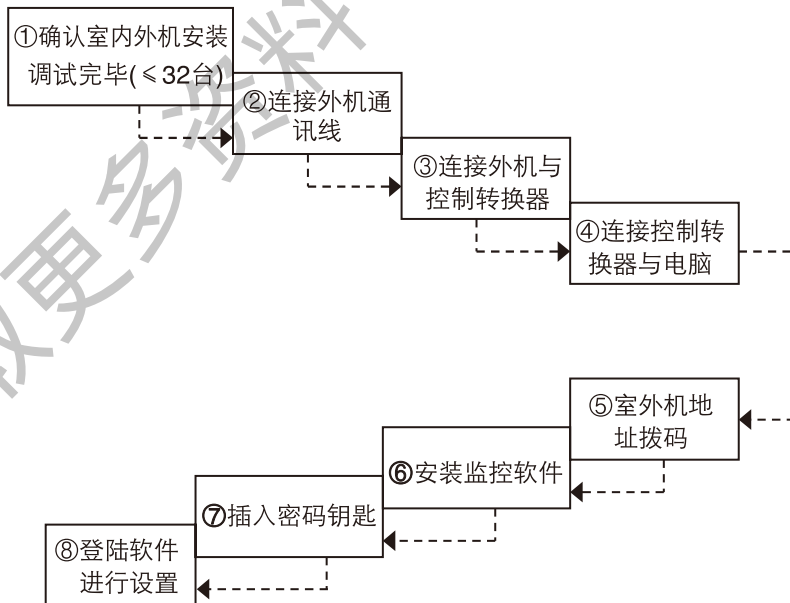 ①确认室内外机安装
调试完毕(≤32台)
②连接外机通
讯线
③连接外机与
控制转换器
④连接控制转
换器与电脑
⑤室外机地
址拨码
⑥安装监控软件
⑦插入密码钥匙
⑧登陆软件
进行设置
更多资料